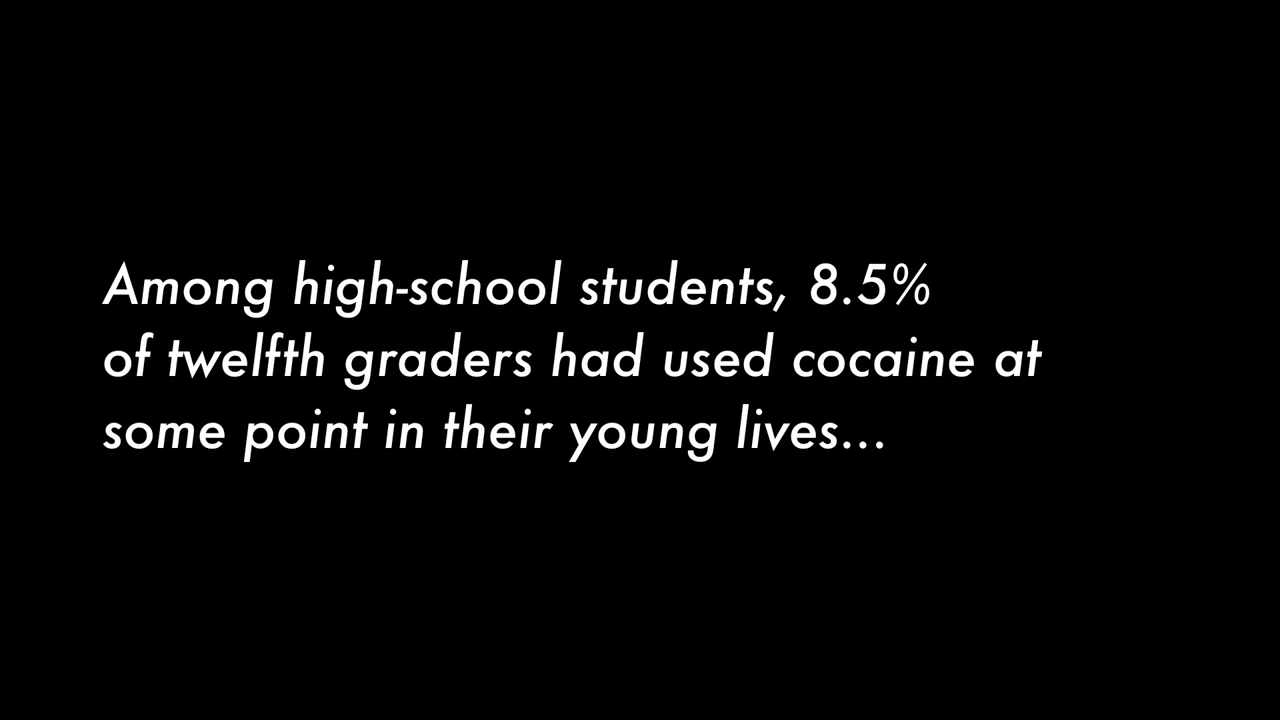 Among high-school students, 8.5%
of twelfth graders had used cocaine at
some point in their young lives...